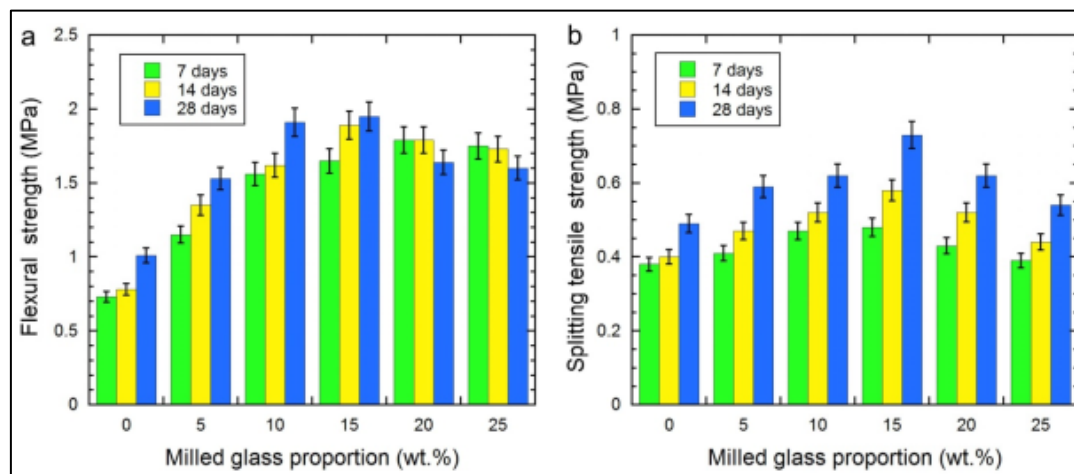 a
2.5
2
1.5
1
0.5
0
Flexural strength (MPa)
7 days
14 days
28 days
0 5 10 15 20 25
Milled glass proportion (wt.%)
b
1
0.8
0.6
0.4
0.2
0
Splitting tensile strength (MPa)
7 days
14 days
28 days
0 5 10 15 20 25
Milled glass proportion (wt.%)